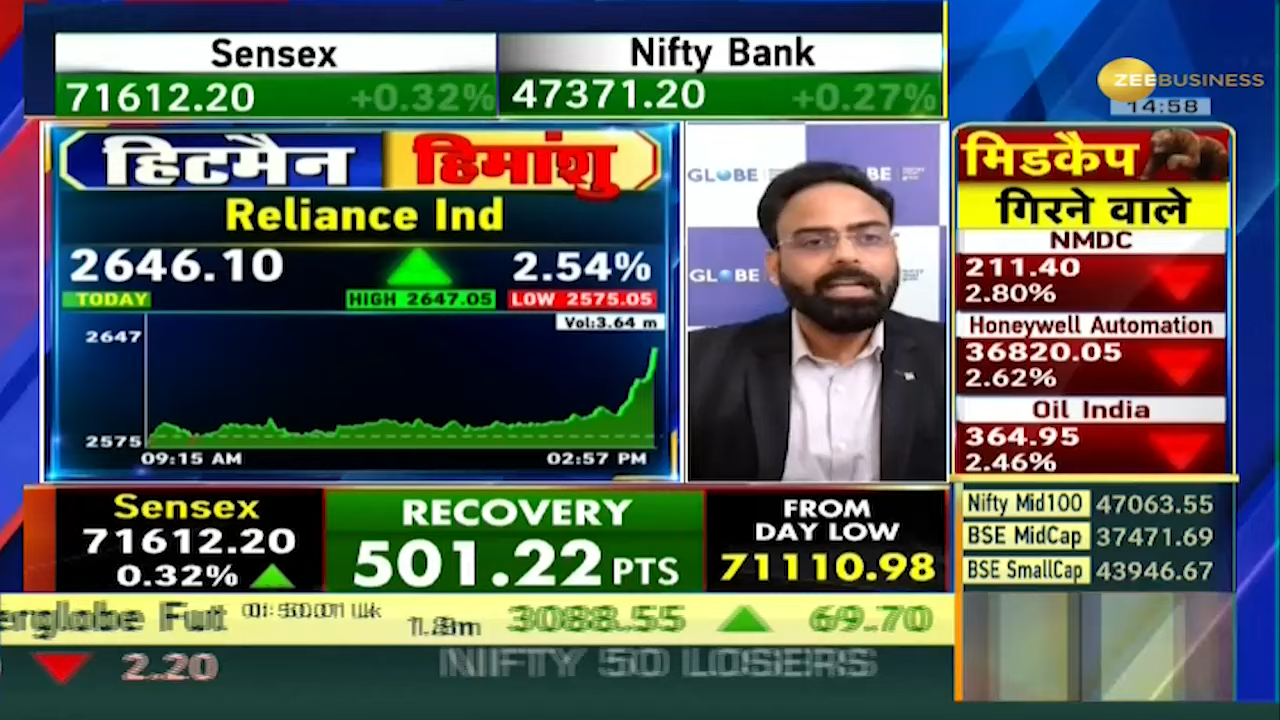 Sensex
71612.20 +0.32%
Nifty Bank
47371.20 +0.27%
ZEEBUSINESS
14:58
हिटमैन हिमांशु
Reliance Ind
2646.10 2.54%
TODAY HIGH 2647.05 LOW 2575.05
Vol:3.64 m
2647
2575
09:15 AM 02:57 PM
GLOBE
GLOBE
मिडकैप
गिरने वाले
NMDC
211.40
2.80%
Honeywell Automation
36820.05
2.62%
Oil India
364.95
2.46%
Sensex
71612.20
0.32%
RECOVERY
501.22 PTS
FROM
DAY LOW
71110.98
Nifty Mid100 47063.55
BSE MidCap 37471.69
BSE SmallCap 43946.67
erglobe Fut 3088.55 69.70
2.20 NIFTY 50 LOSERS